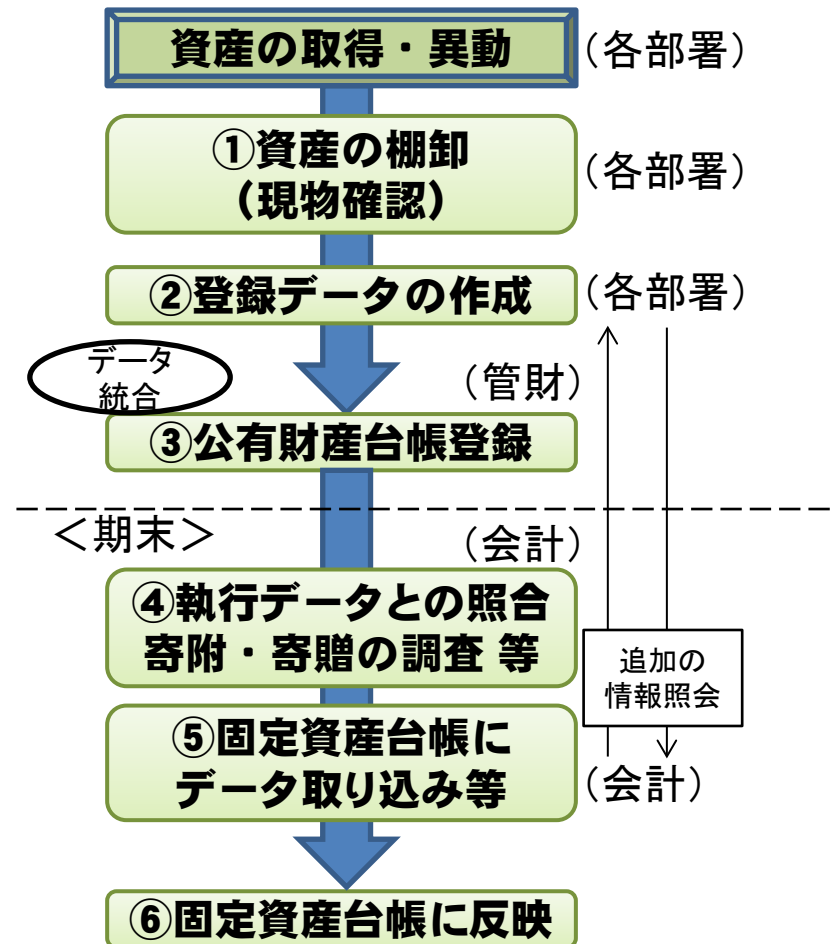 資産の取得・異動
（各部署）
①資産の棚卸
（現物確認）
（各部署）
②登録データの作成
（各部署）
データ
統合
（管財）
③公有財産台帳登録
＜期末＞
（会計）
④執行データとの照合
寄附・寄贈の調査 等
追加の
情報照会
⑤固定資産台帳に
データ取り込み等
（会計）
⑥固定資産台帳に反映